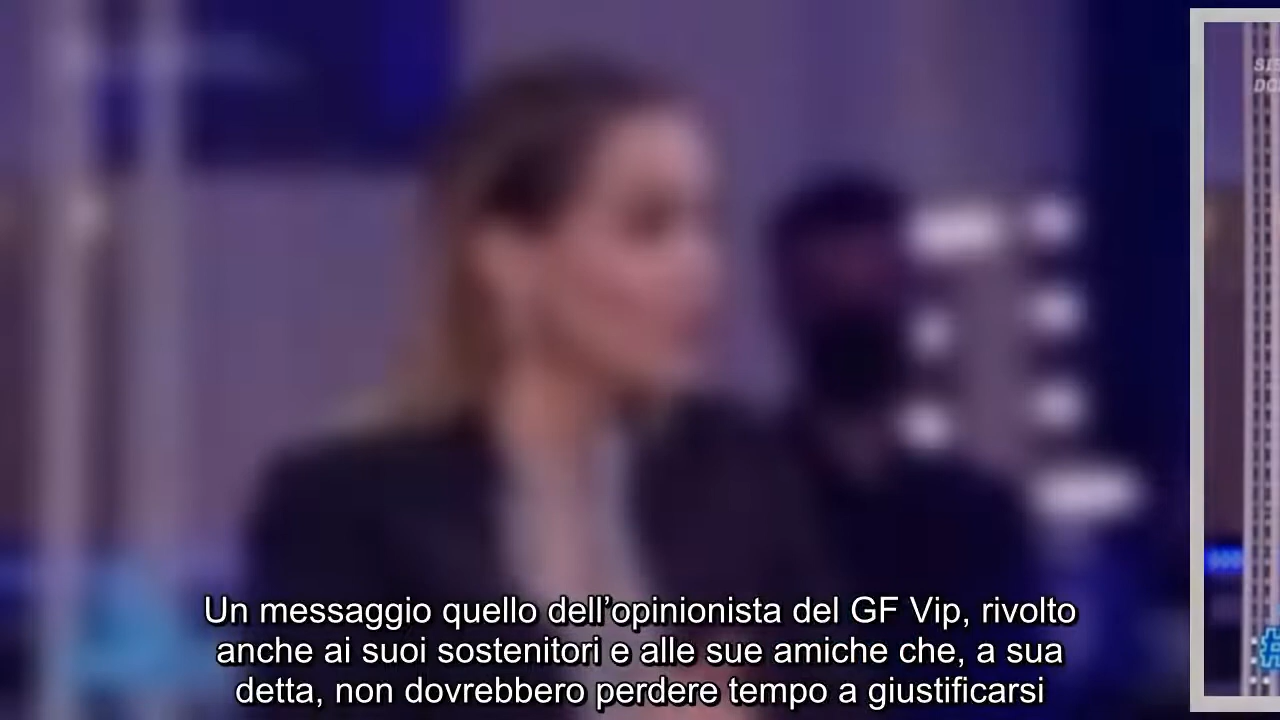 Un messaggio quello dell’opinionista del GF Vip, rivolto
anche ai suoi sostenitori e alle sue amiche che, a sua
detta, non dovrebbero perdere tempo a giustificarsi